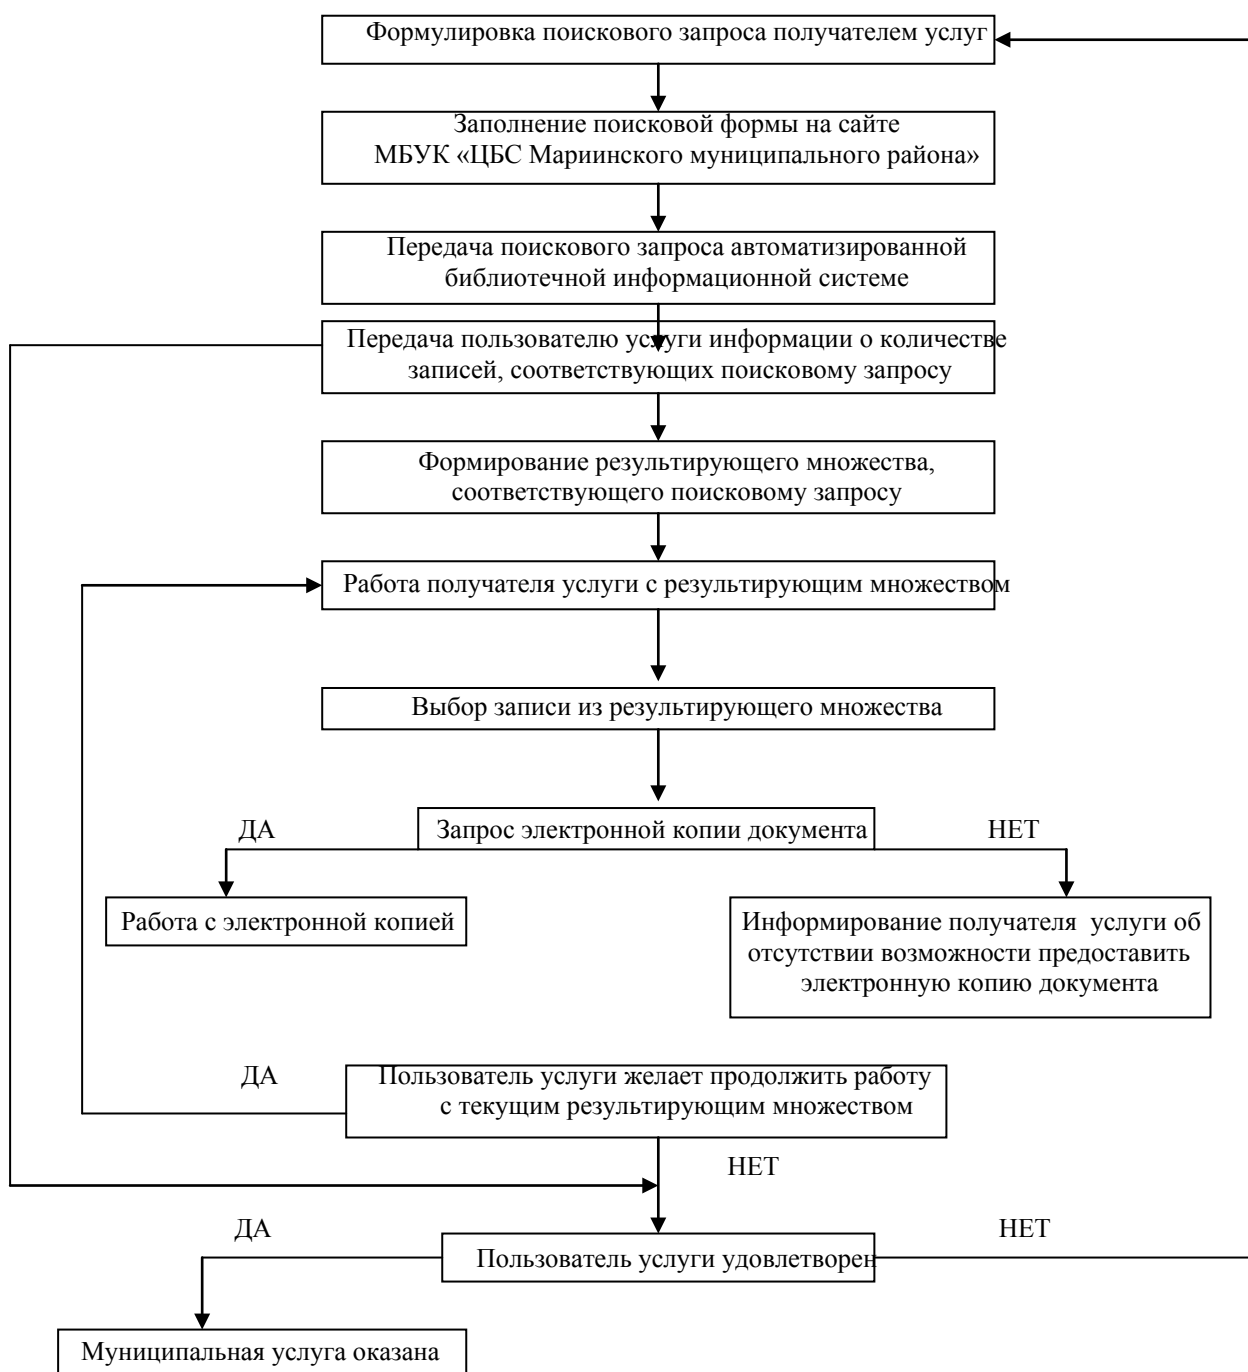 Формулировка поискового запроса получателем услуг
Заполнение поисковой формы на сайте
МБУК «ЦБС Мариинского муниципального района»
Передача поискового запроса автоматизированной
библиотечной информационной системе
Передача пользователю услуги информации о количестве
записей, соответствующих поисковому запросу
Формирование результирующего множества,
соответствующего поисковому запросу
Работа получателя услуги с результирующим множеством
Выбор записи из результирующего множества
ДА
Запрос электронной копии документа
НЕТ
Работа с электронной копией
Информирование получателя услуги об
отсутствии возможности предоставить
электронную копию документа
ДА
Пользователь услуги желает продолжить работу
с текущим результирующим множеством
НЕТ
ДА
Пользователь услуги удовлетворен
НЕТ
Муниципальная услуга оказана